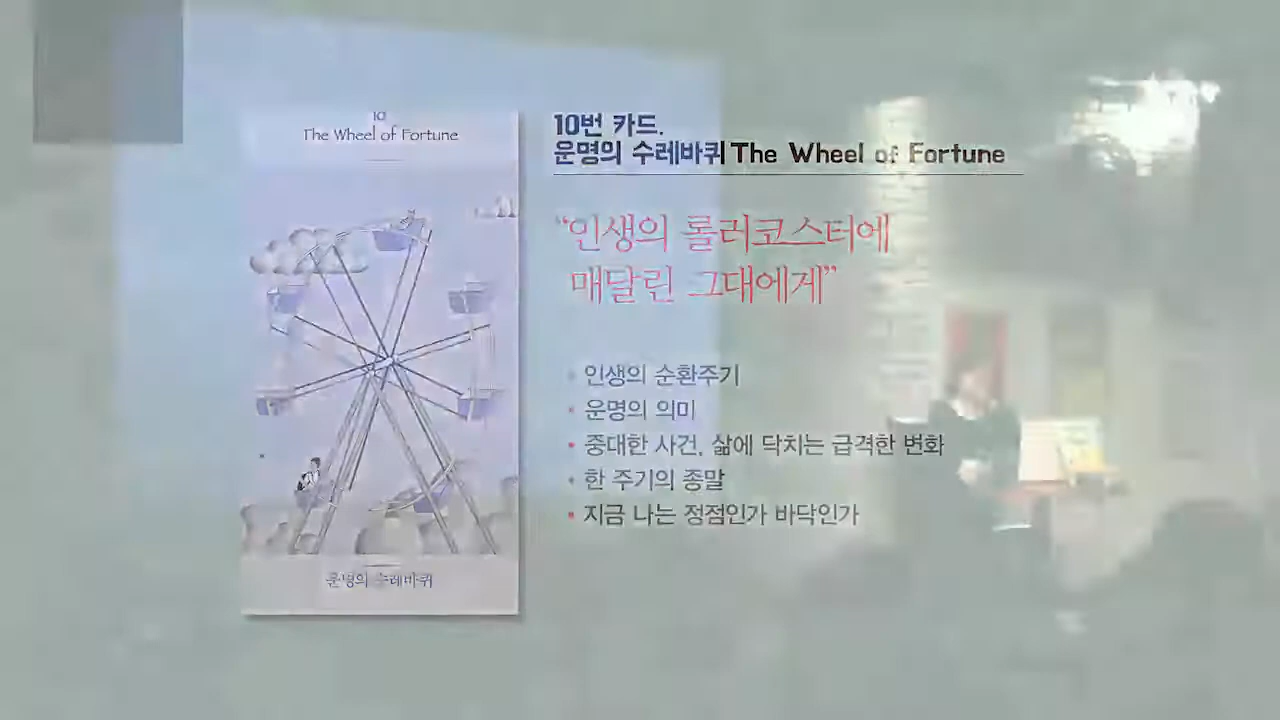 10
The Wheel of Fortune
운명의 수레바퀴
10번 카드.
운명의 수레바퀴 The Wheel of Fortune
“인생의 롤러코스터에
매달린 그대에게”
• 인생의 순환주기
• 운명의 의미
• 중대한 사건, 삶에 닥치는 급격한 변화
• 한 주기의 종말
• 지금 나는 정점인가 바닥인가